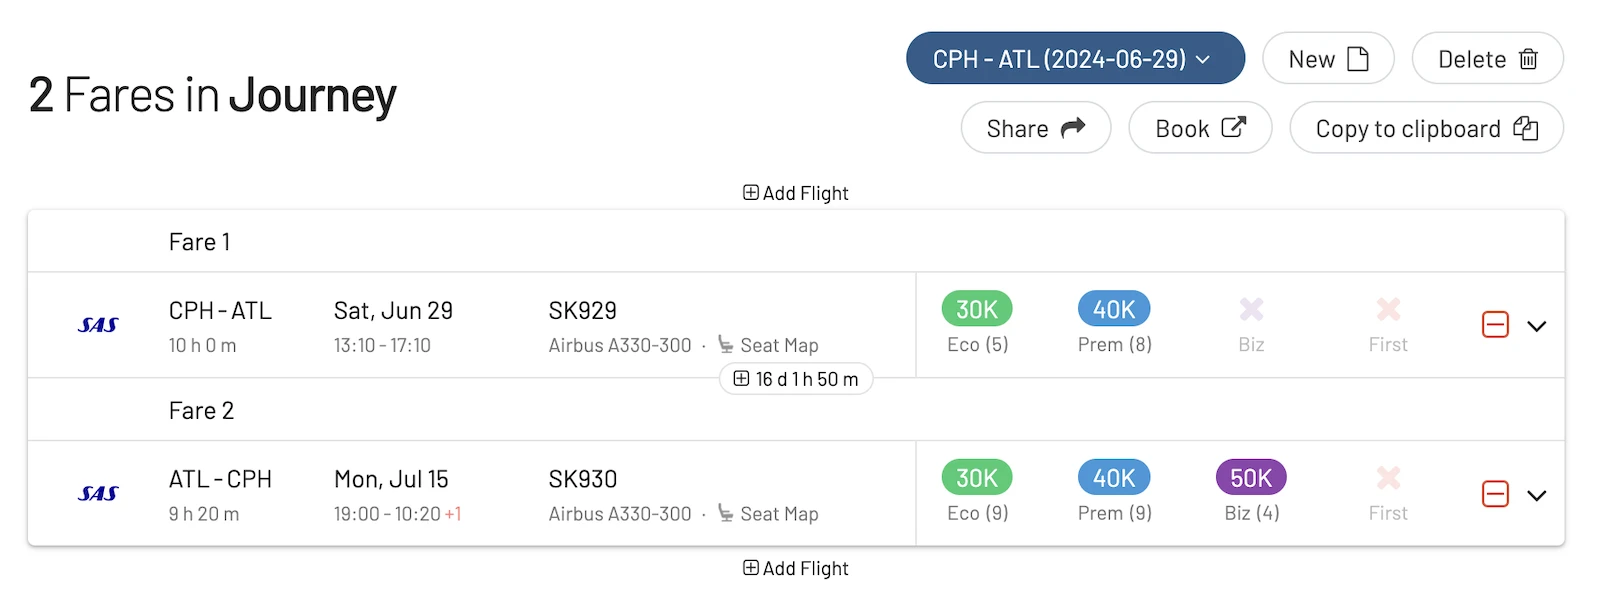 2 Fares in Journey
CPH - ATL (2024-06-29)
New
Delete
Share
Book
Copy to clipboard
Add Flight
Fare 1
SAS
CPH - ATL
10 h 0 m
Sat, Jun 29
13:10 - 17:10
SK929
Airbus A330-300 · Seat Map
30K
Eco (5)
40K
Prem (8)
Biz
First
16 d 1 h 50 m
Fare 2
SAS
ATL - CPH
9 h 20 m
Mon, Jul 15
19:00 - 10:20 +1
SK930
Airbus A330-300 · Seat Map
30K
Eco (9)
40K
Prem (9)
50K
Biz (4)
First
Add Flight